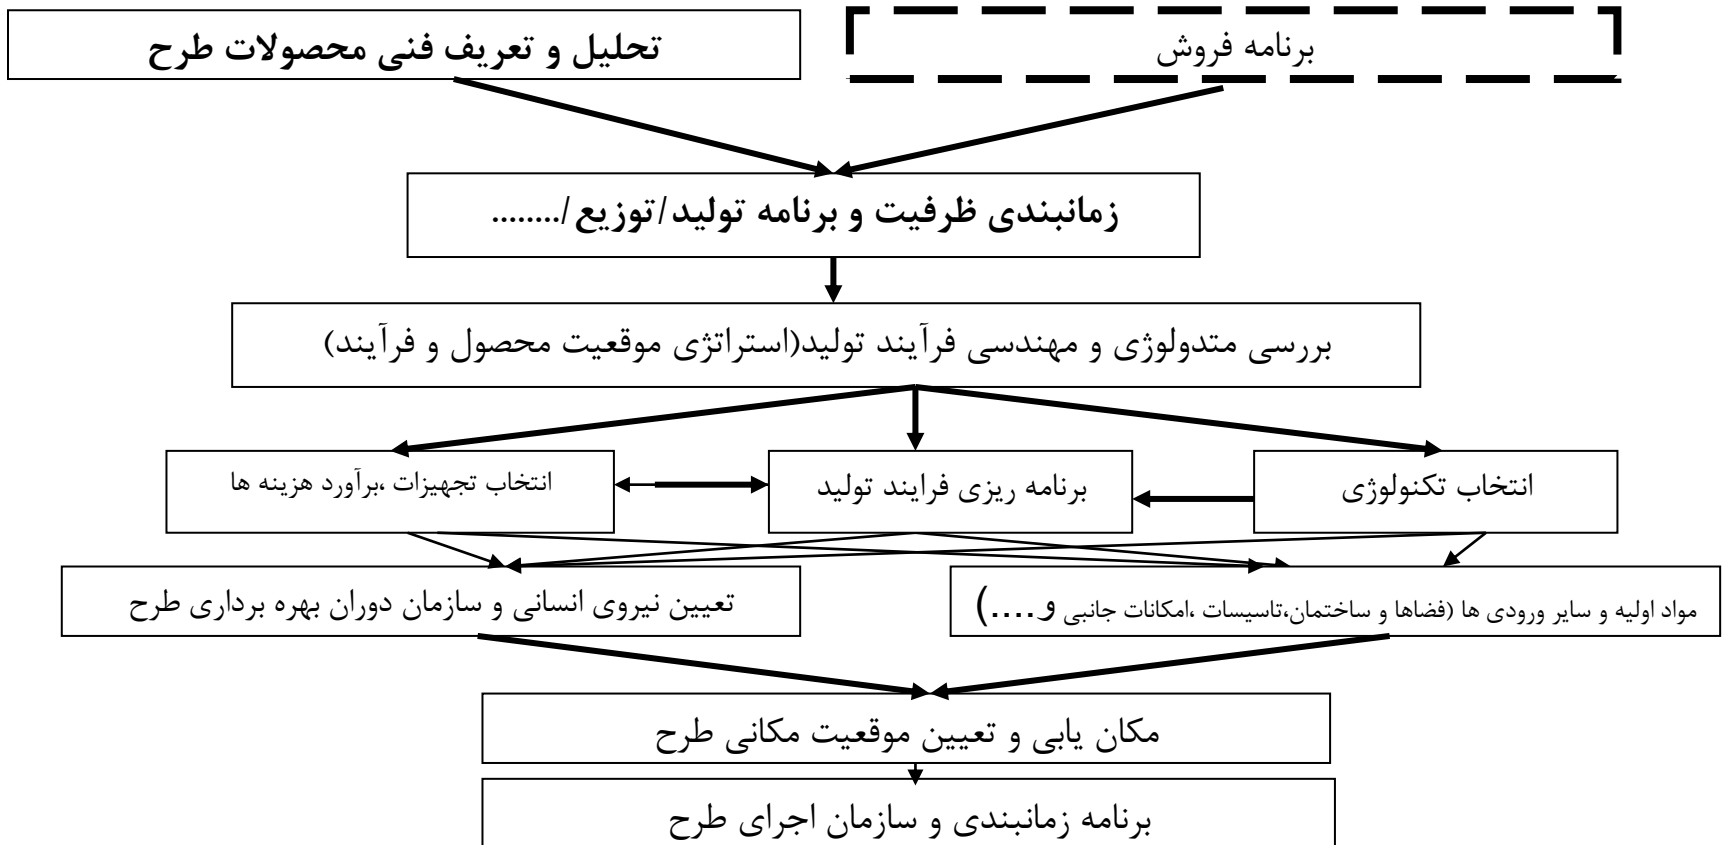 برنامه فروش
تحلیل و تعریف فنی محصولات طرح
زمانبندی ظرفیت و برنامه تولید/توزیع/........
بررسی متدولوژی و مهندسی فرآیند تولید(استراتژی موقعیت محصول و فرآیند)
انتخاب تکنولوژی
برنامه ریزی فرایند تولید
انتخاب تجهیزات ،برآورد هزینه ها
مواد اولیه و سایر ورودی ها (فضاها و ساختمان،تاسیسات ،امکانات جانبی و....)
تعیین نیروی انسانی و سازمان دوران بهره برداری طرح
مکان یابی و تعیین موقعیت مکانی طرح
برنامه زمانبندی و سازمان اجرای طرح